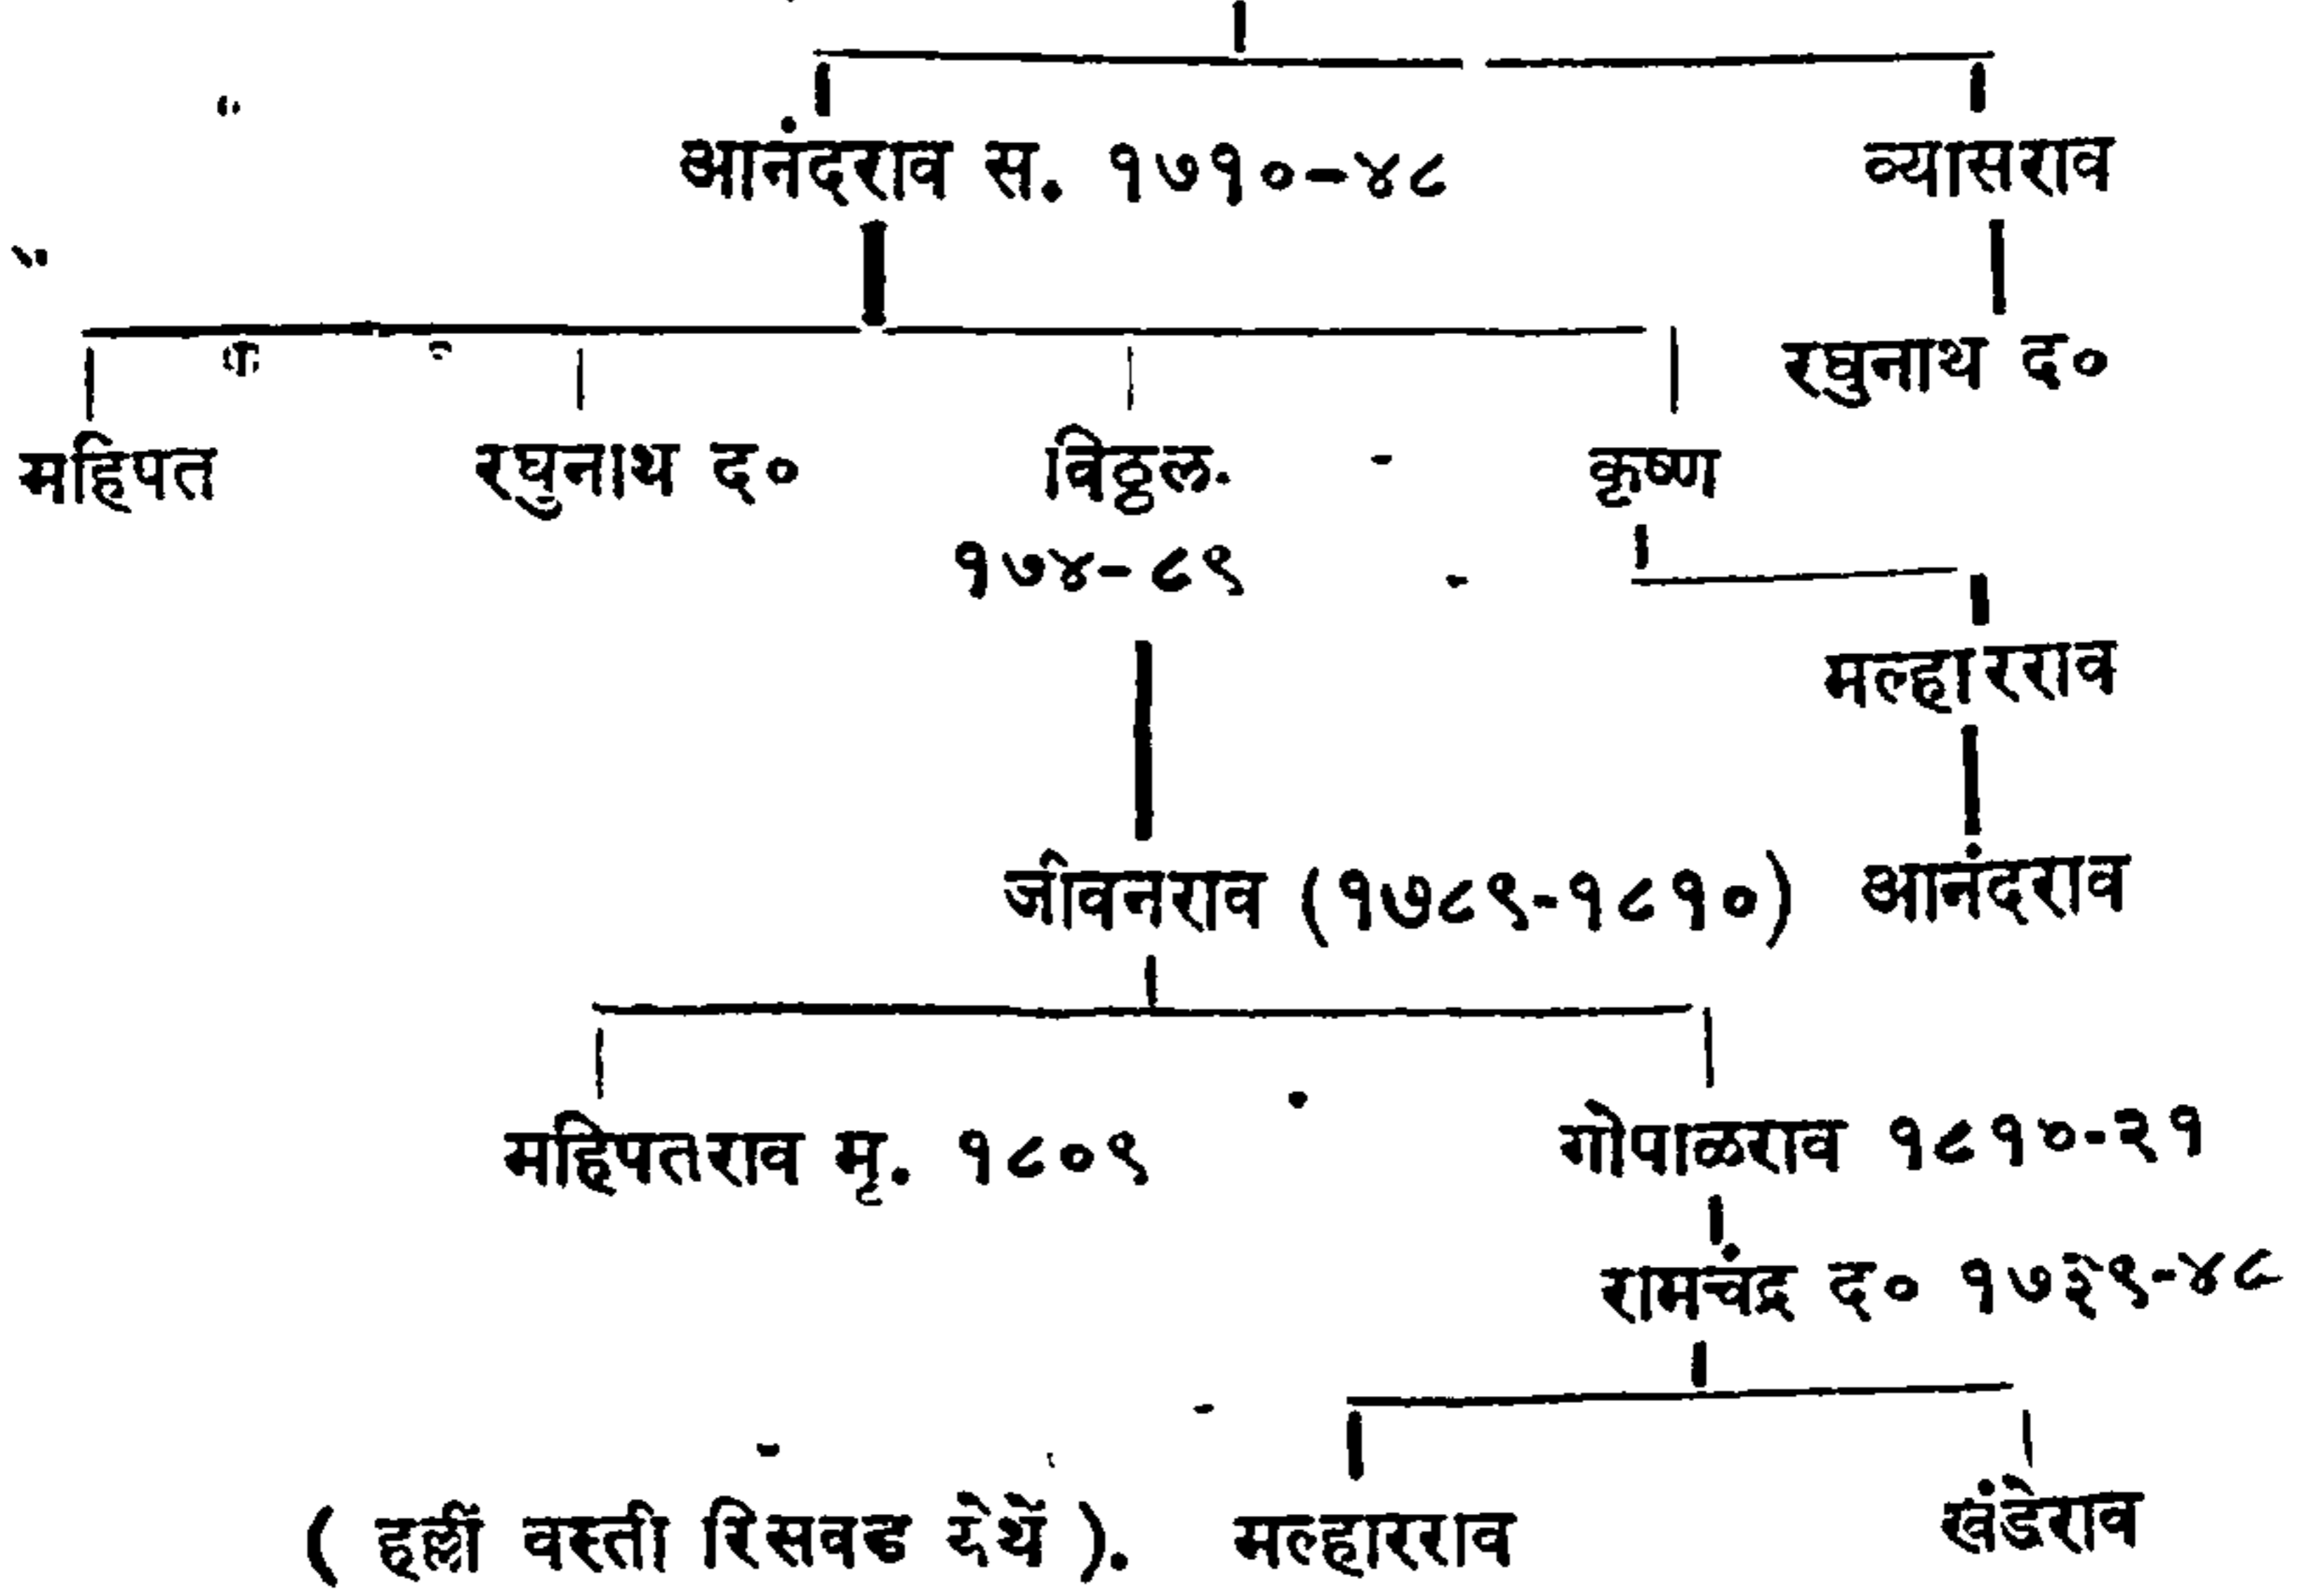 आनंदराव स. १७१०-४८ व्यासराव
रघुनाथ द०
महिपत रघुनाथ द० विठ्ठल. कृष्ण
१७४-८९
मल्हारराव
जीवनराव (१७८९-१८१०) आनंदराव
महिपतराव मृ. १८०९ गोपाळराव १८१०-२१
रामचंद्र द० १७३९-४८
( हल्लीं वस्ती रिसवड येथें ). मल्हारराव खंडेराव